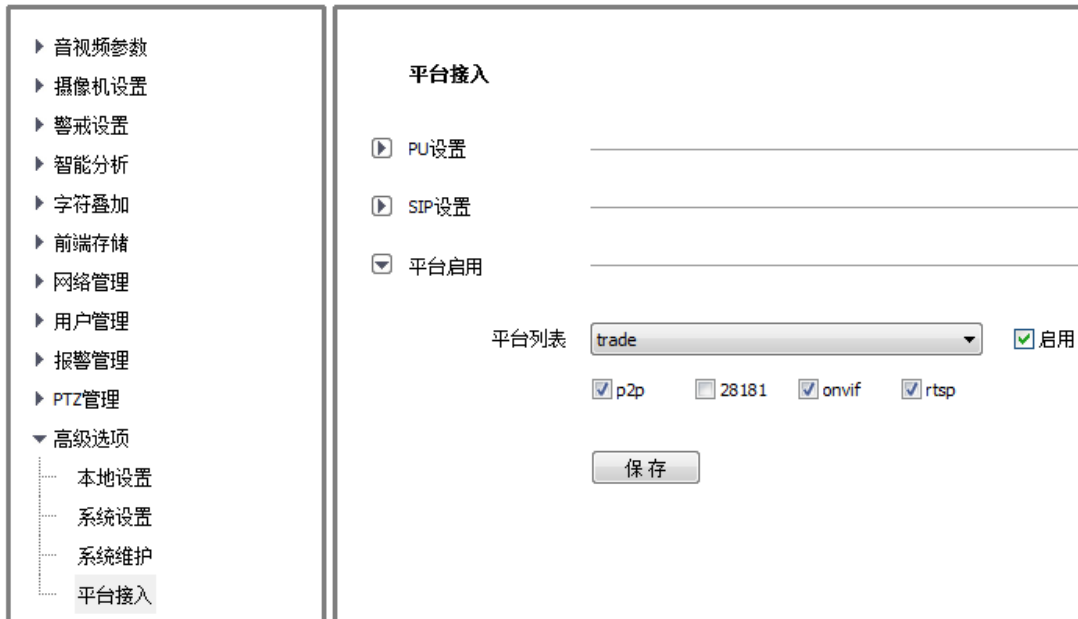 音视频参数
摄像机设置
警戒设置
智能分析
字符叠加
前端存储
网络管理
用户管理
报警管理
PTZ管理
高级选项
本地设置
系统设置
系统维护
平台接入
平台接入
PU设置
SIP设置
平台启用
平台列表 trade 启用
p2p 28181 onvif rtsp
保存